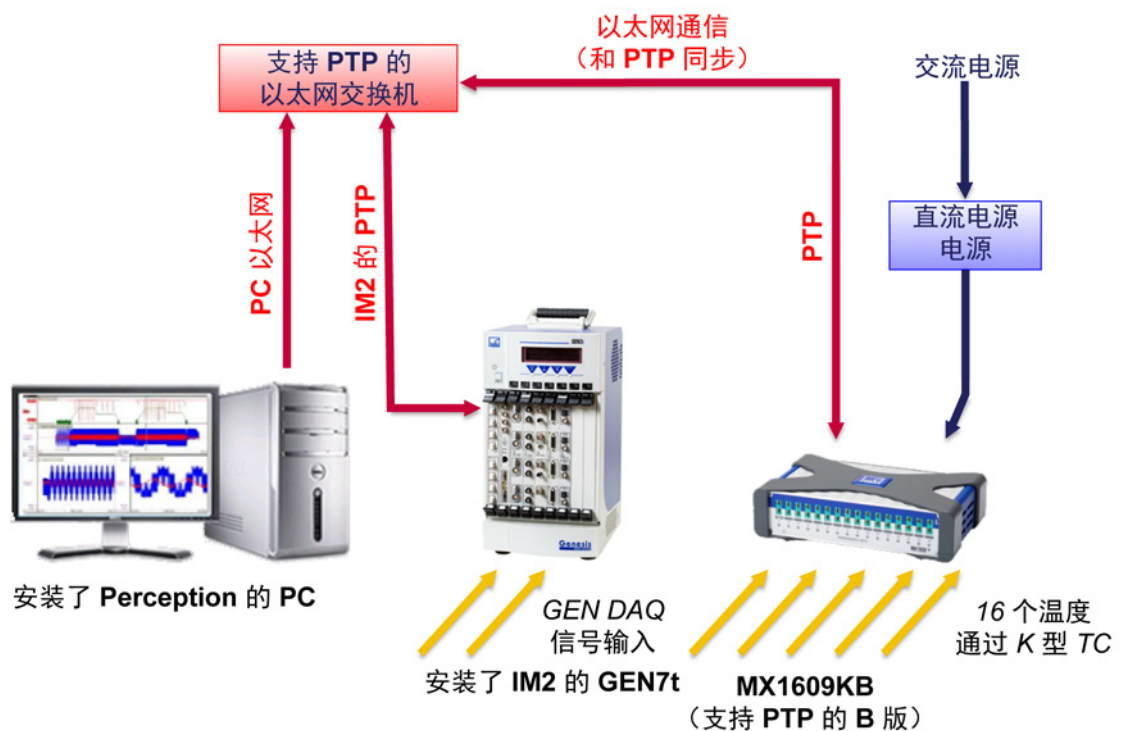 以太网通信
（和 PTP 同步）
支持 PTP 的
以太网交换机
交流电源
直流电源
电源
PC 以太网
IM2 的 PTP
PTP
Genesis
安装了 Perception 的 PC
GEN DAQ
信号输入
16 个温度
通过 K 型 TC
安装了 IM2 的 GEN7t
MX1609KB
（支持 PTP 的 B 版）